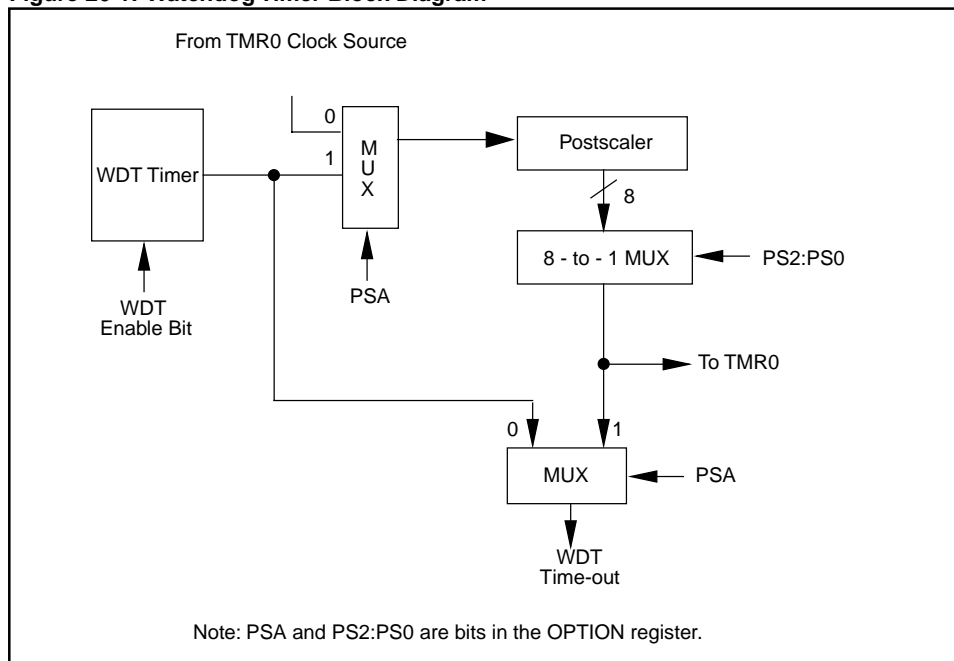 From TMR0 Clock Source
0
1
M
U
X
WDT Timer
Postscaler
8
8 - to - 1 MUX
PS2:PS0
PSA
WDT
Enable Bit
To TMR0
0
1
MUX
PSA
WDT
Time-out
Note: PSA and PS2:PS0 are bits in the OPTION register.